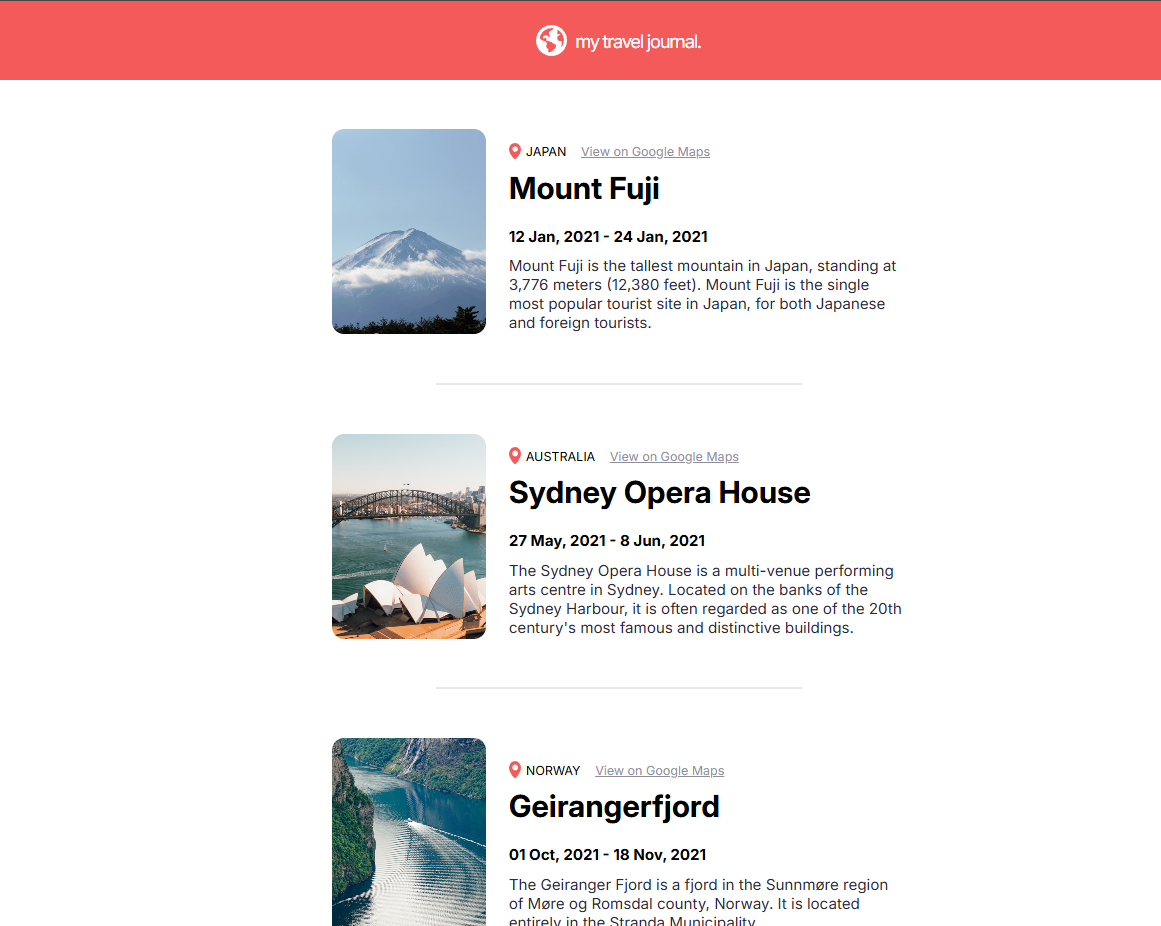 my travel journal.
JAPAN View on Google Maps
Mount Fuji
12 Jan, 2021 - 24 Jan, 2021
Mount Fuji is the tallest mountain in Japan, standing at
3,776 meters (12,380 feet). Mount Fuji is the single
most popular tourist site in Japan, for both Japanese
and foreign tourists.
AUSTRALIA View on Google Maps
Sydney Opera House
27 May, 2021 - 8 Jun, 2021
The Sydney Opera House is a multi-venue performing
arts centre in Sydney. Located on the banks of the
Sydney Harbour, it is often regarded as one of the 20th
century's most famous and distinctive buildings.
NORWAY View on Google Maps
Geirangerfjord
01 Oct, 2021 - 18 Nov, 2021
The Geiranger Fjord is a fjord in the Sunnmøre region
of Møre og Romsdal county, Norway. It is located
entirely in the Stranda Municipality.